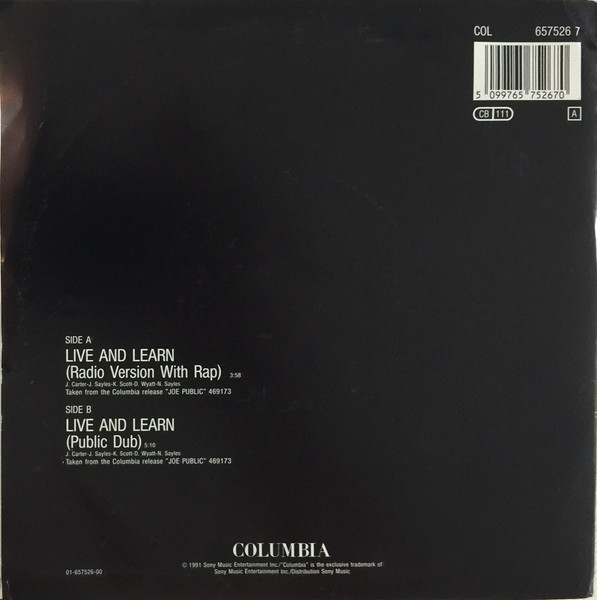 COL 657526 7
5 099765 752670
CB 111 A
SIDE A
LIVE AND LEARN
(Radio Version With Rap) 3:58
J. Carter-J. Sayles-K. Scott-D. Wyatt-N. Sayles
Taken from the Columbia release "JOE PUBLIC" 469173
SIDE B
LIVE AND LEARN
(Public Dub) 5:10
J. Carter-J. Sayles-K. Scott-D. Wyatt-N. Sayles
Taken from the Columbia release "JOE PUBLIC" 469173
COLUMBIA
© 1991 Sony Music Entertainment Inc./"Columbia" is the exclusive trademark of
Sony Music Entertainment Inc./Distribution Sony Music
01-657526-00